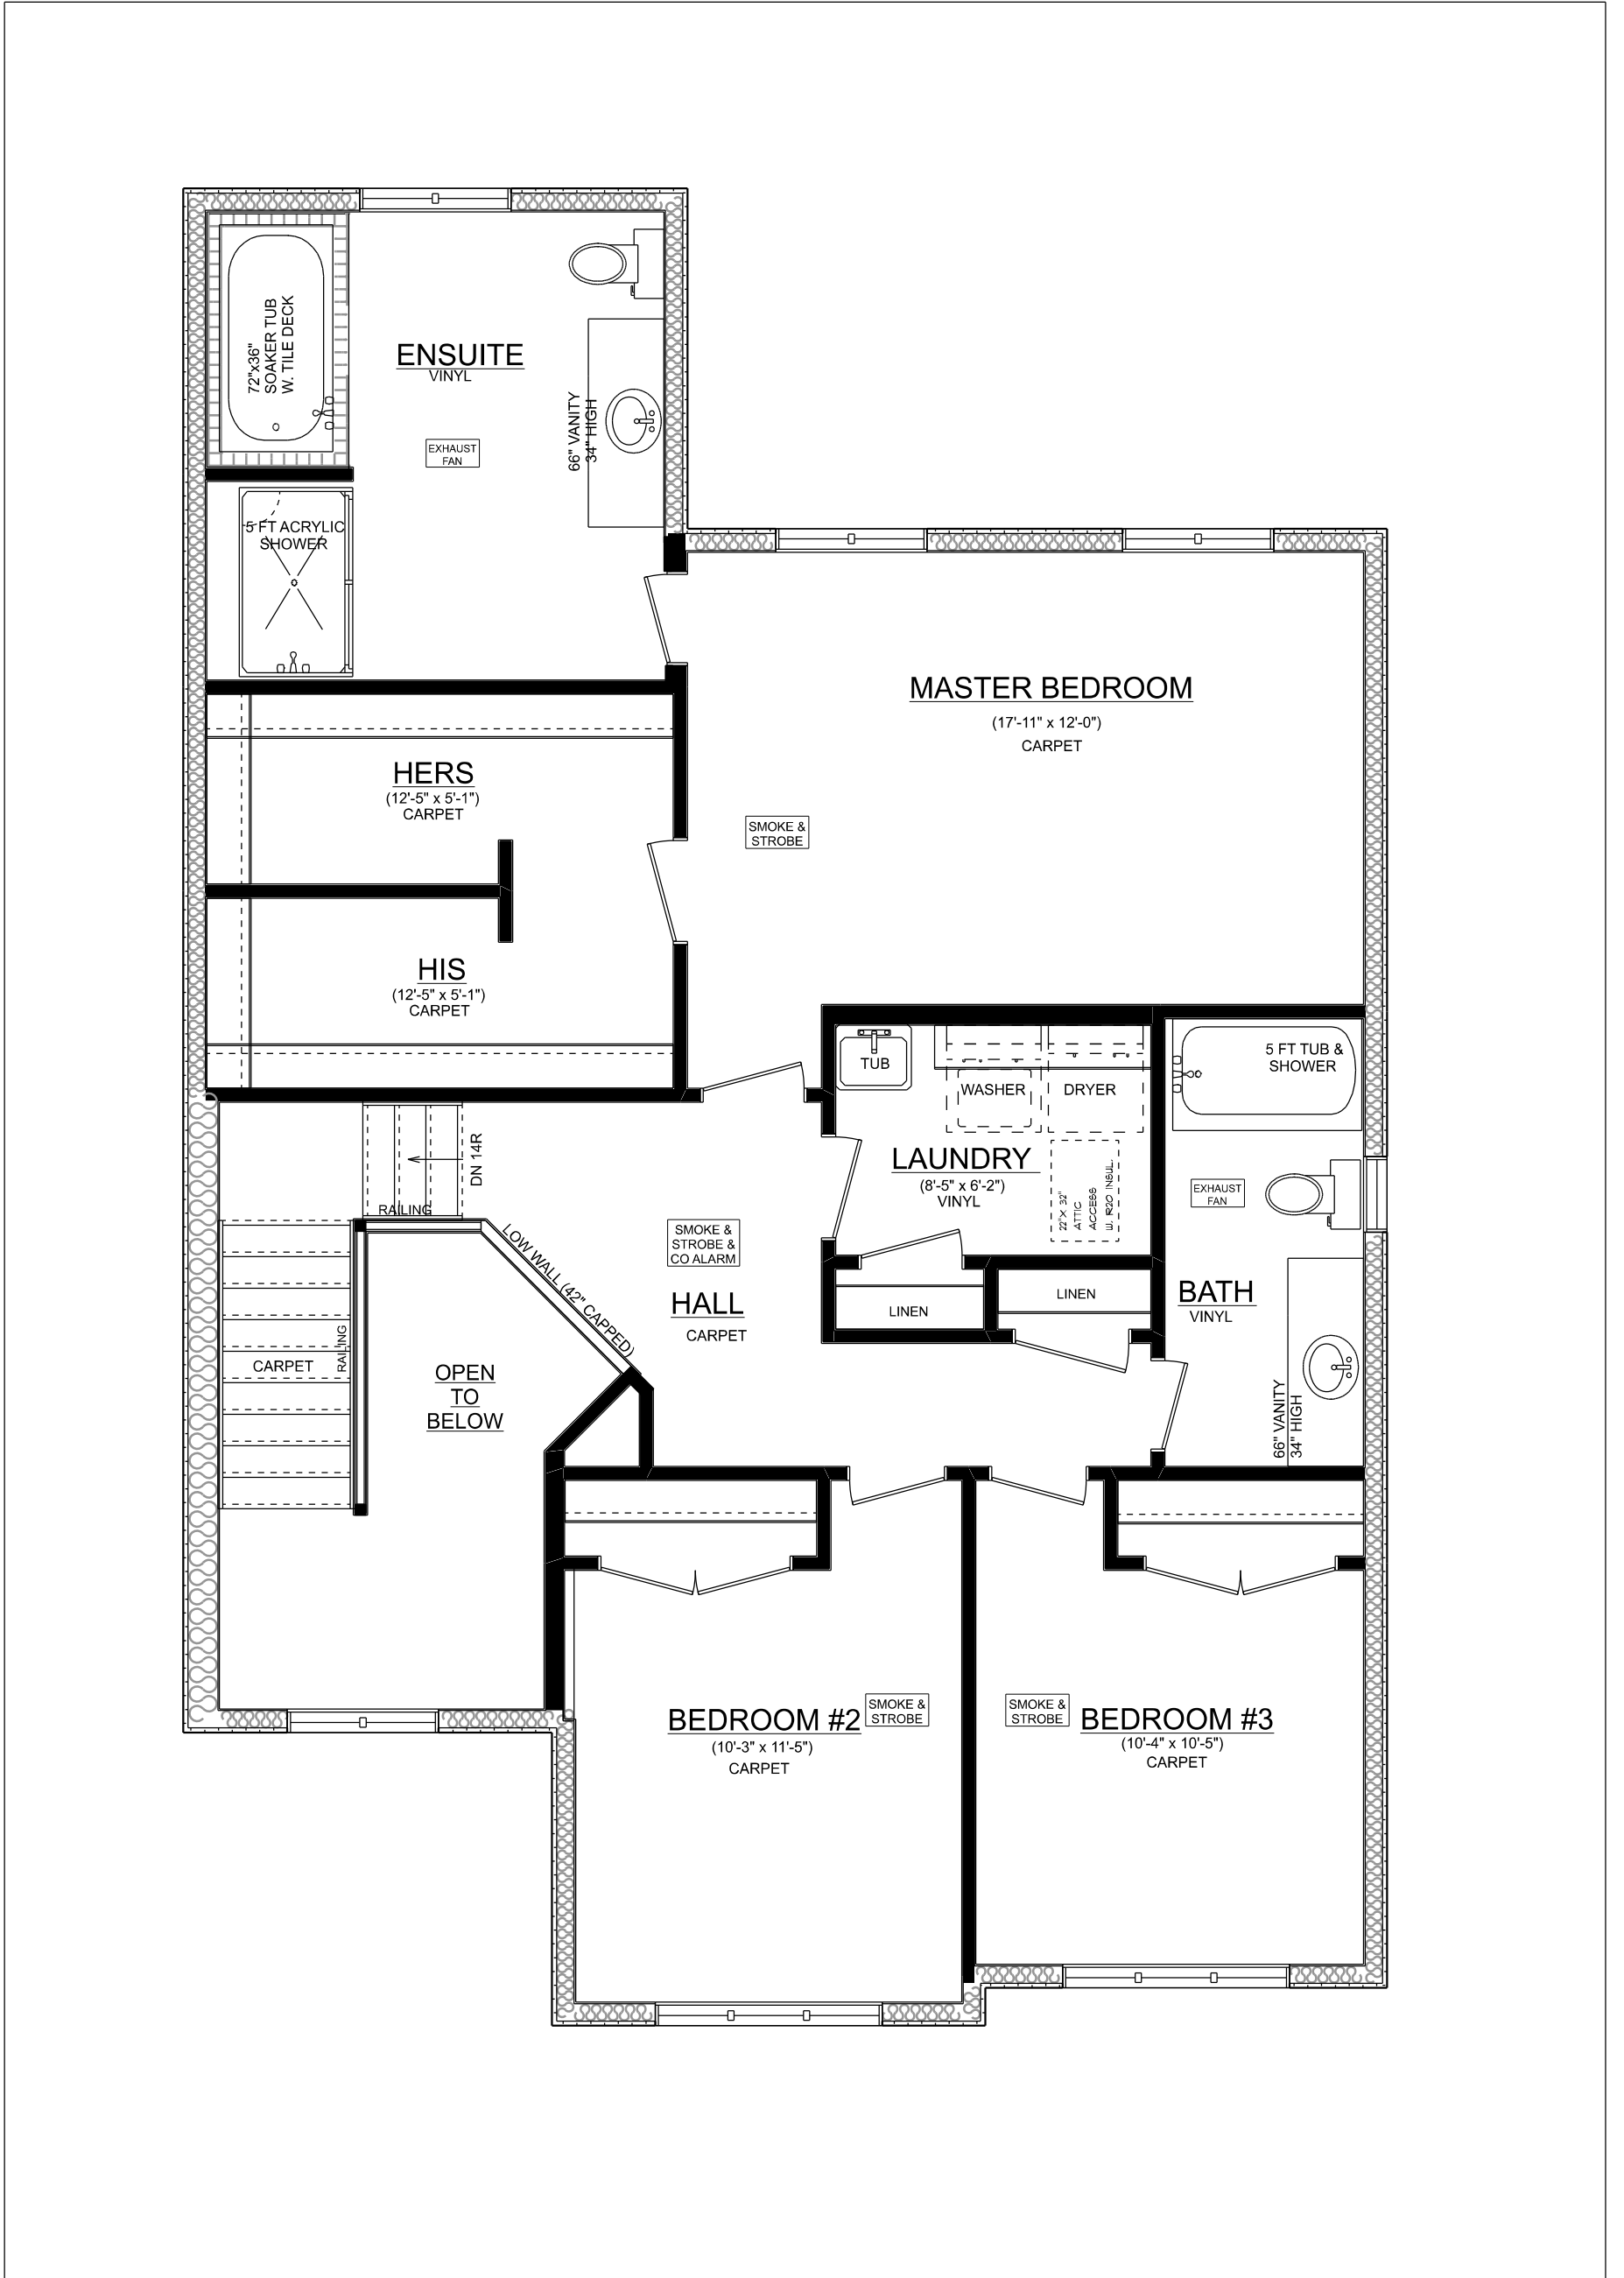 72"x36"
SOAKER TUB
W. TILE DECK
ENSUITE
VINYL
EXHAUST
FAN
66" VANITY
34" HIGH
5 FT ACRYLIC
SHOWER
MASTER BEDROOM
(17'-11" x 12'-0")
CARPET
SMOKE &
STROBE
HERS
(12'-5" x 5'-1")
CARPET
HIS
(12'-5" x 5'-1")
CARPET
TUB
WASHER
DRYER
5 FT TUB &
SHOWER
LAUNDRY
(8'-5" x 6'-2")
VINYL
22"X 32"
ATTIC
ACCESS
W. R20 INSUL.
EXHAUST
FAN
DN 14R
RAILING
LOW WALL (42" CAPPED)
SMOKE &
STROBE &
CO ALARM
HALL
CARPET
LINEN
LINEN
BATH
VINYL
66" VANITY
34" HIGH
CARPET
RAILING
OPEN
TO
BELOW
BEDROOM #2
(10'-3" x 11'-5")
CARPET
SMOKE &
STROBE
SMOKE &
STROBE
BEDROOM #3
(10'-4" x 10'-5")
CARPET